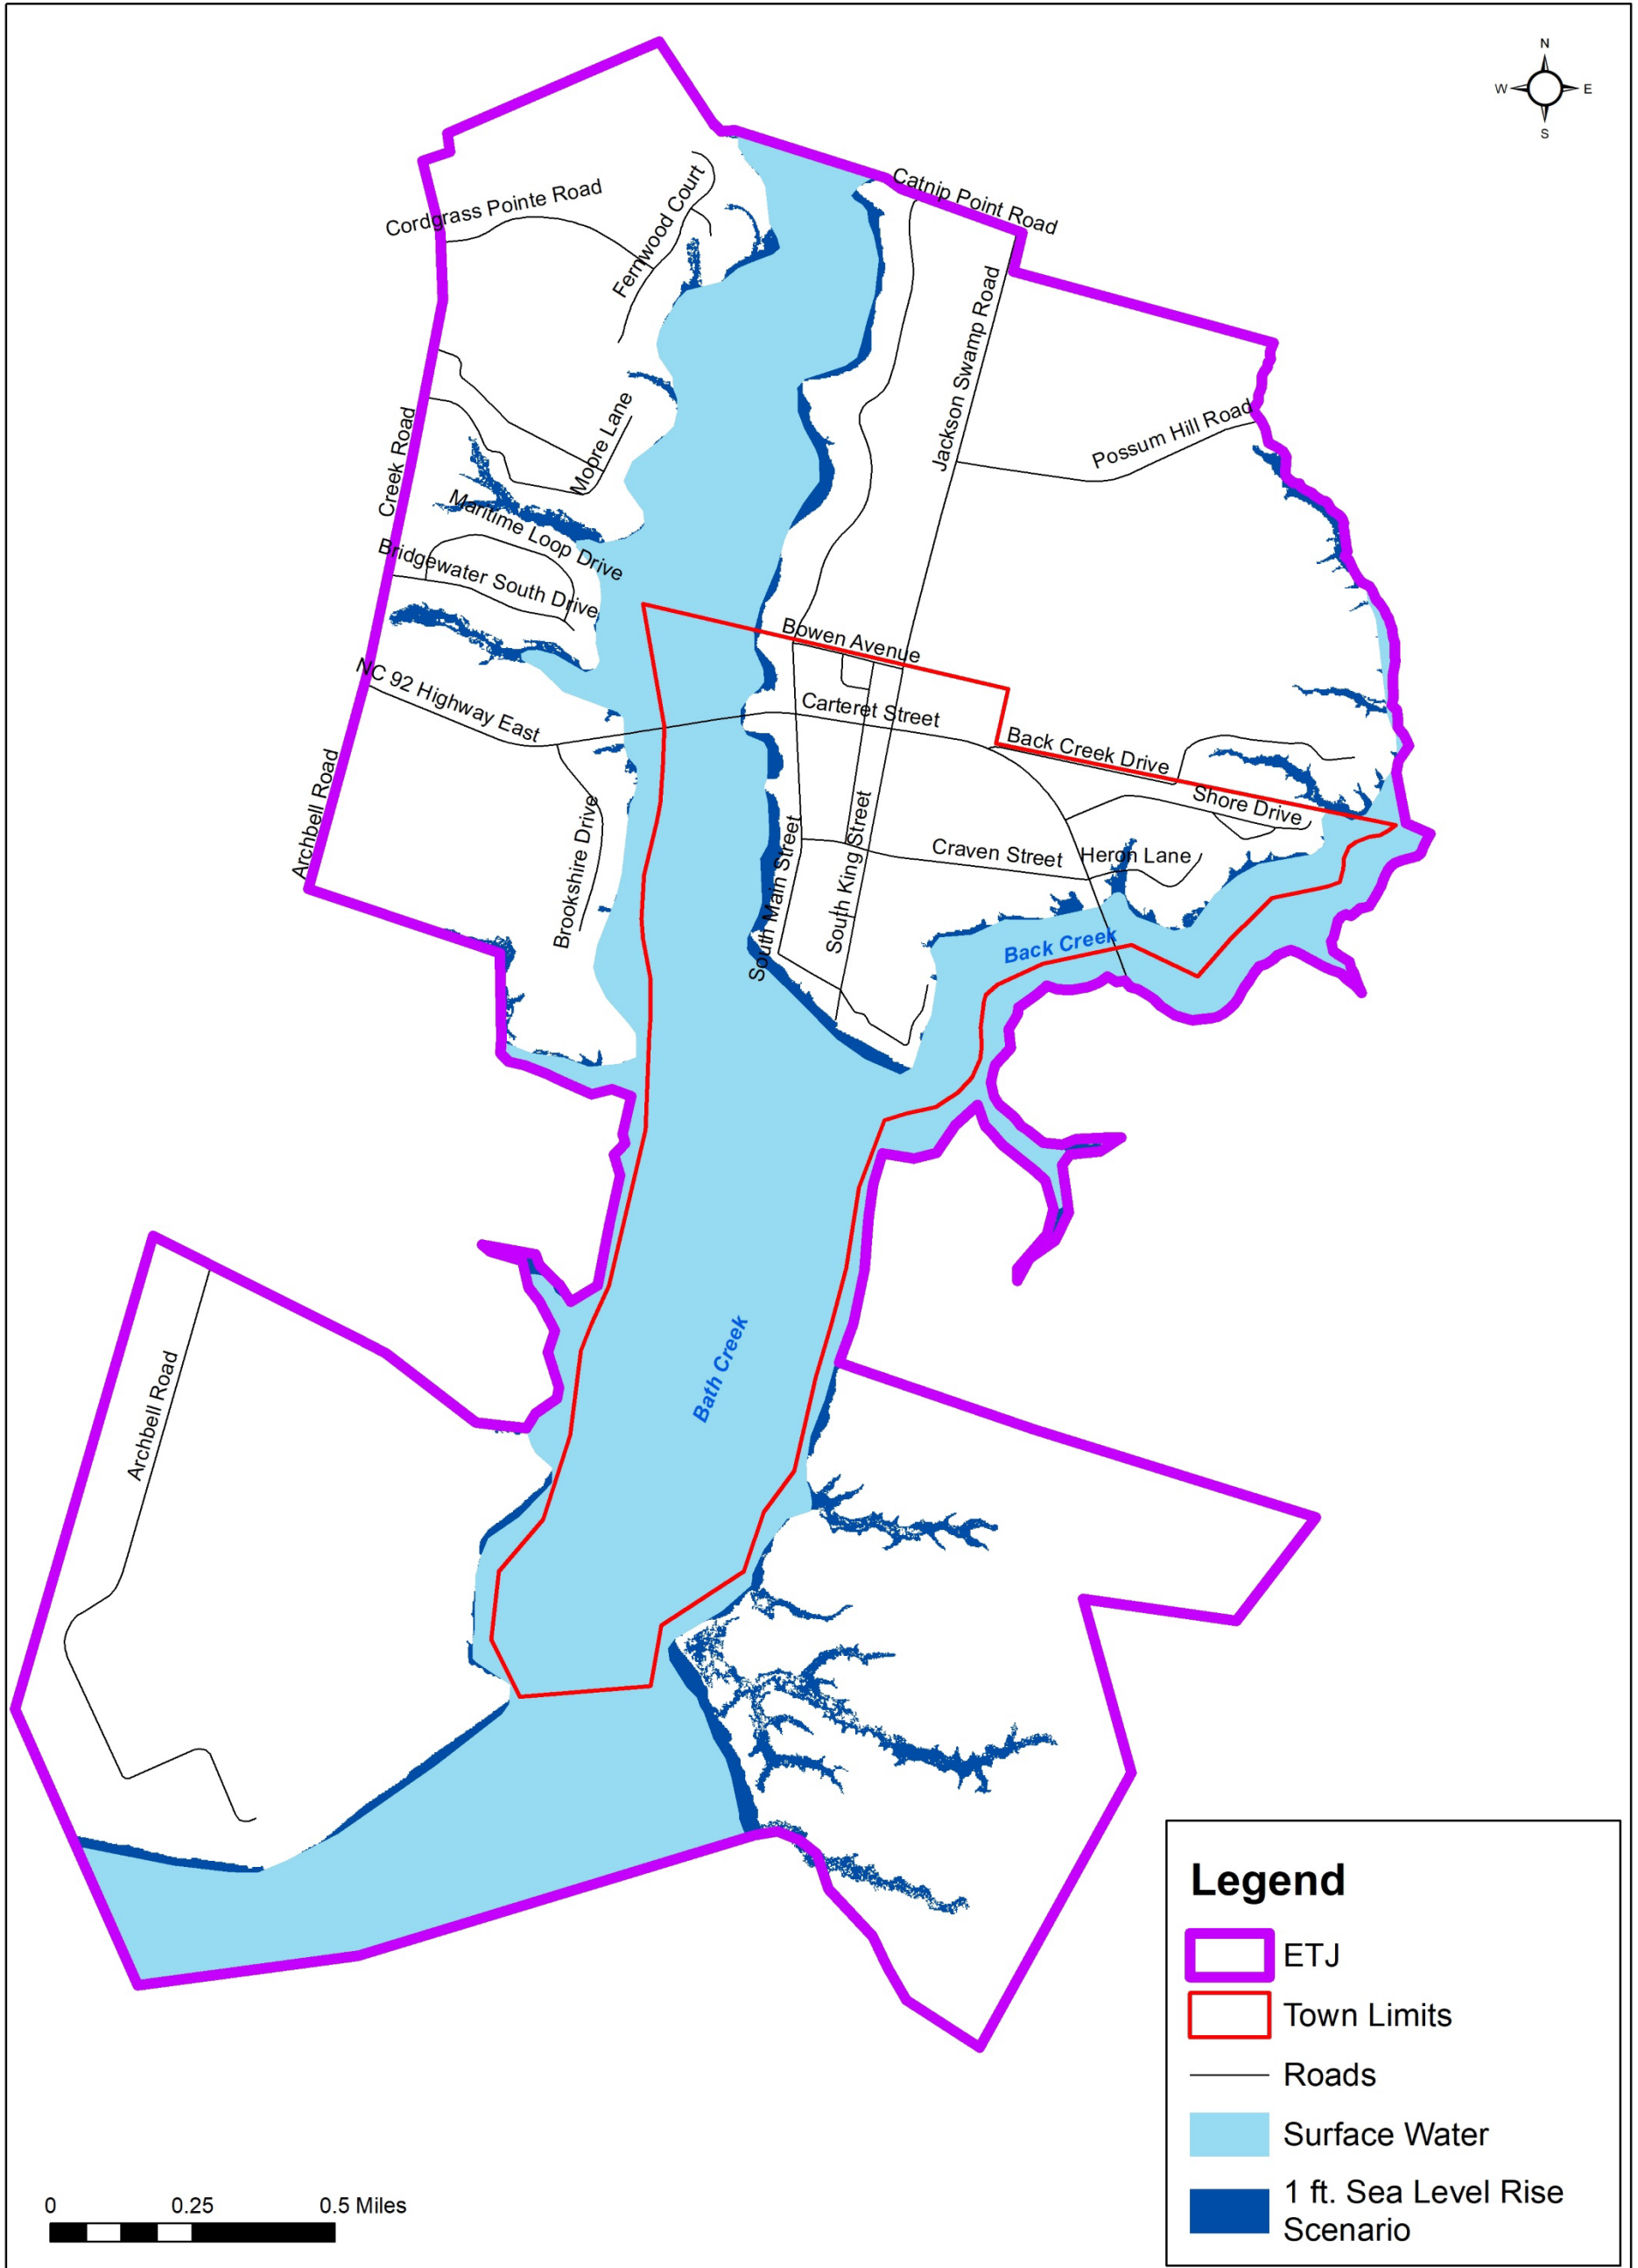 N
W
E
S
Catnip Point Road
Cordgrass Pointe Road
Fernwood Court
Jackson Swamp Road
Possum Hill Road
Moore Lane
Creek Road
Maritime Loop Drive
Bridgewater South Drive
Bowen Avenue
NC 92 Highway East
Carteret Street
Back Creek Drive
Shore Drive
Archbell Road
Brookshire Drive
South Main Street
South King Street
Craven Street
Heron Lane
Back Creek
Bath Creek
Archbell Road
Legend
ETJ
Town Limits
Roads
Surface Water
1 ft. Sea Level Rise
Scenario
0 0.25 0.5 Miles